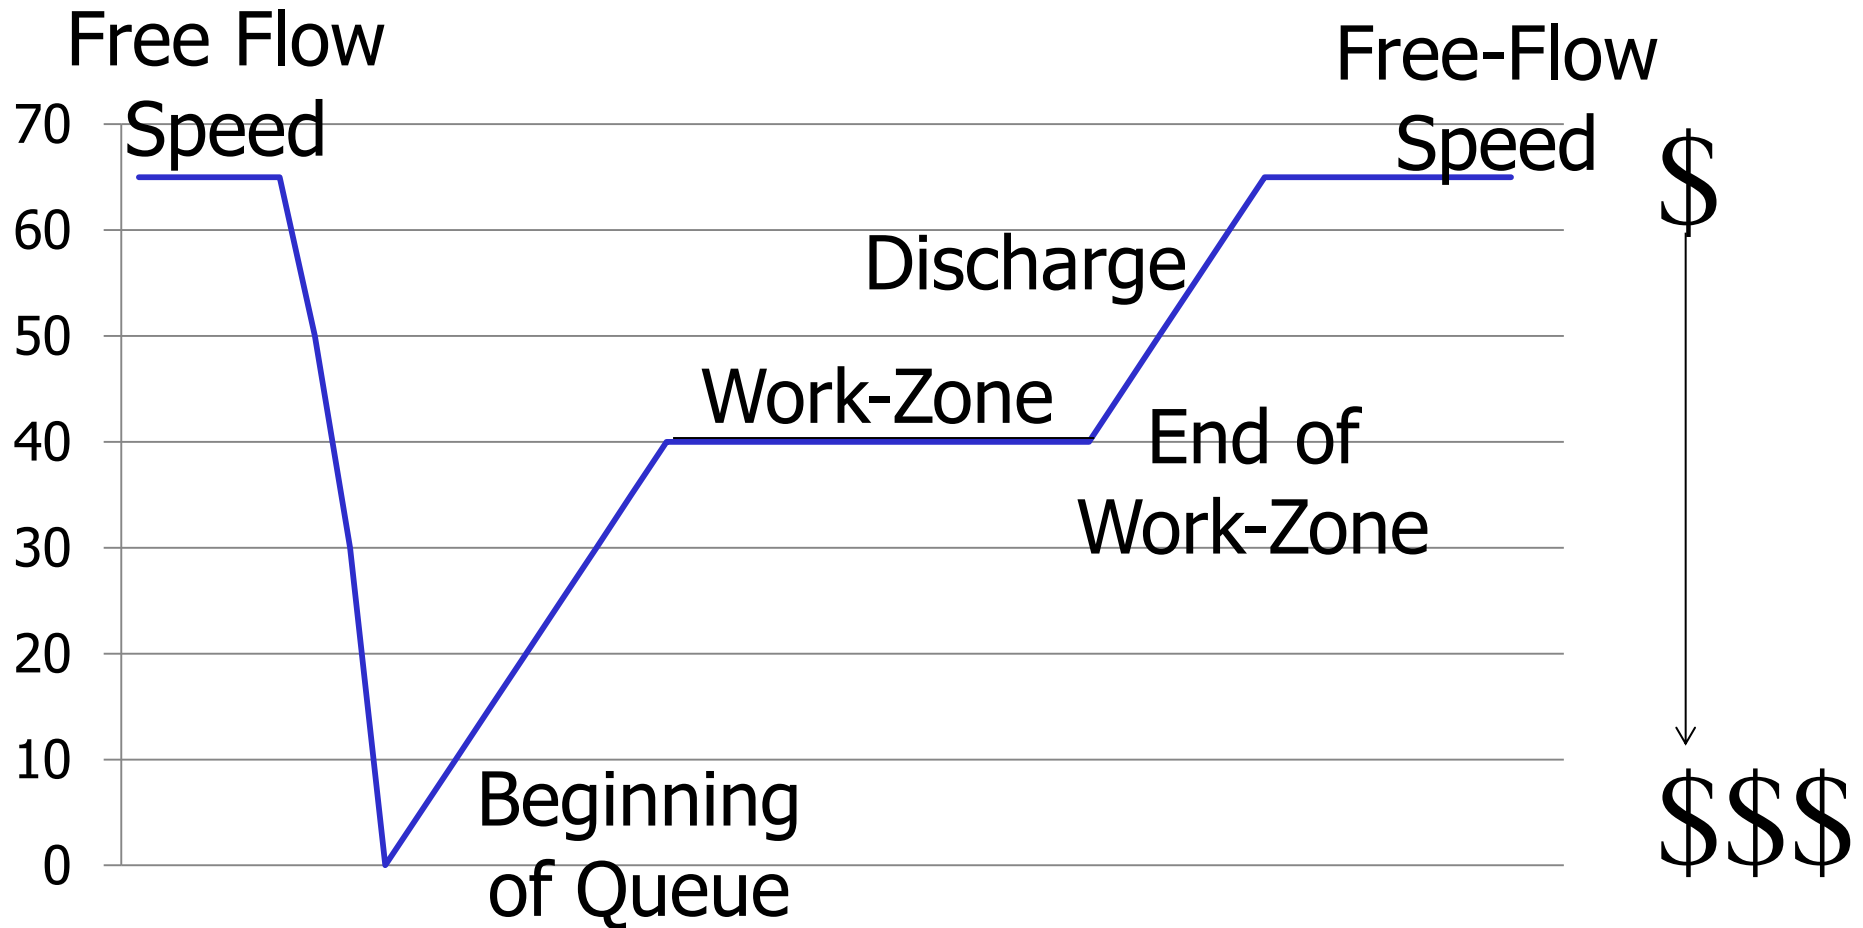 Free Flow
Speed
Free-Flow
Speed
$
70
60
50
40
30
20
10
0
Discharge
Work-Zone
End of
Work-Zone
Beginning
of Queue
$$$